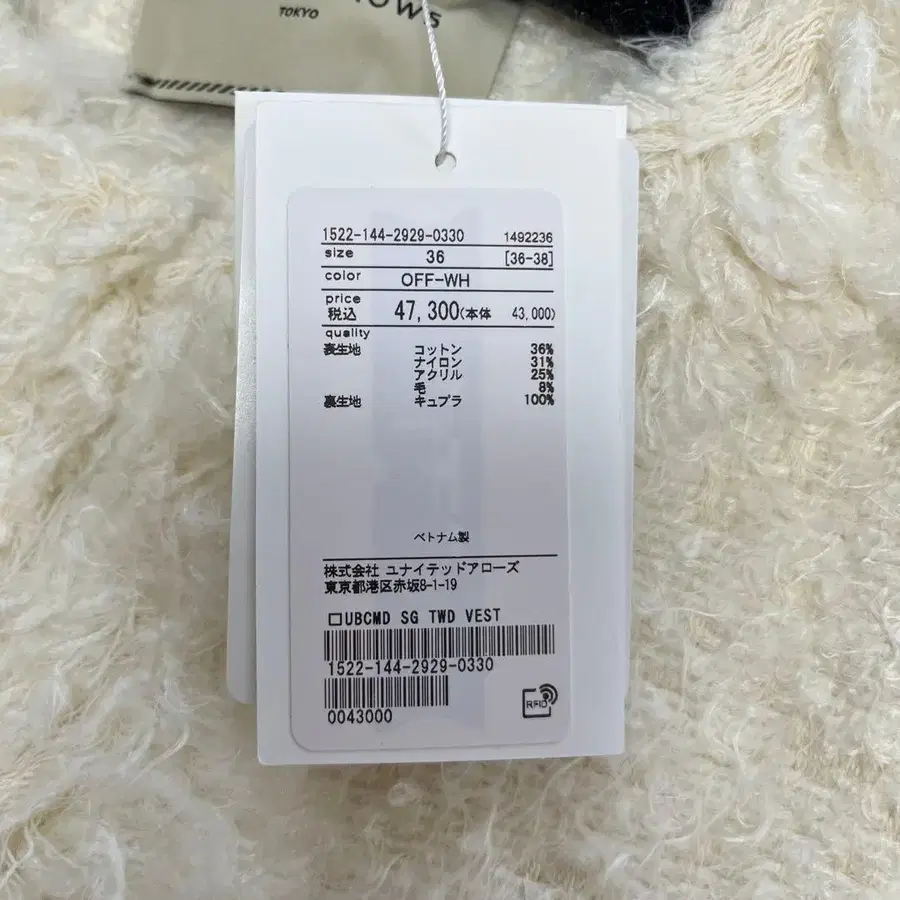 TOKYO
1522-144-2929-0330 1492236
size 36 [36-38]
color OFF-WH
price
税込 47,300(本体 43,000)
quality
表生地 コットン 36%
ナイロン 31%
アクリル 25%
毛 8%
裏生地 キュプラ 100%
ベトナム製
株式会社 ユナイテッドアローズ
東京都港区赤坂8-1-19
□UBCMD SG TWD VEST
1522-144-2929-0330
0043000
RFID